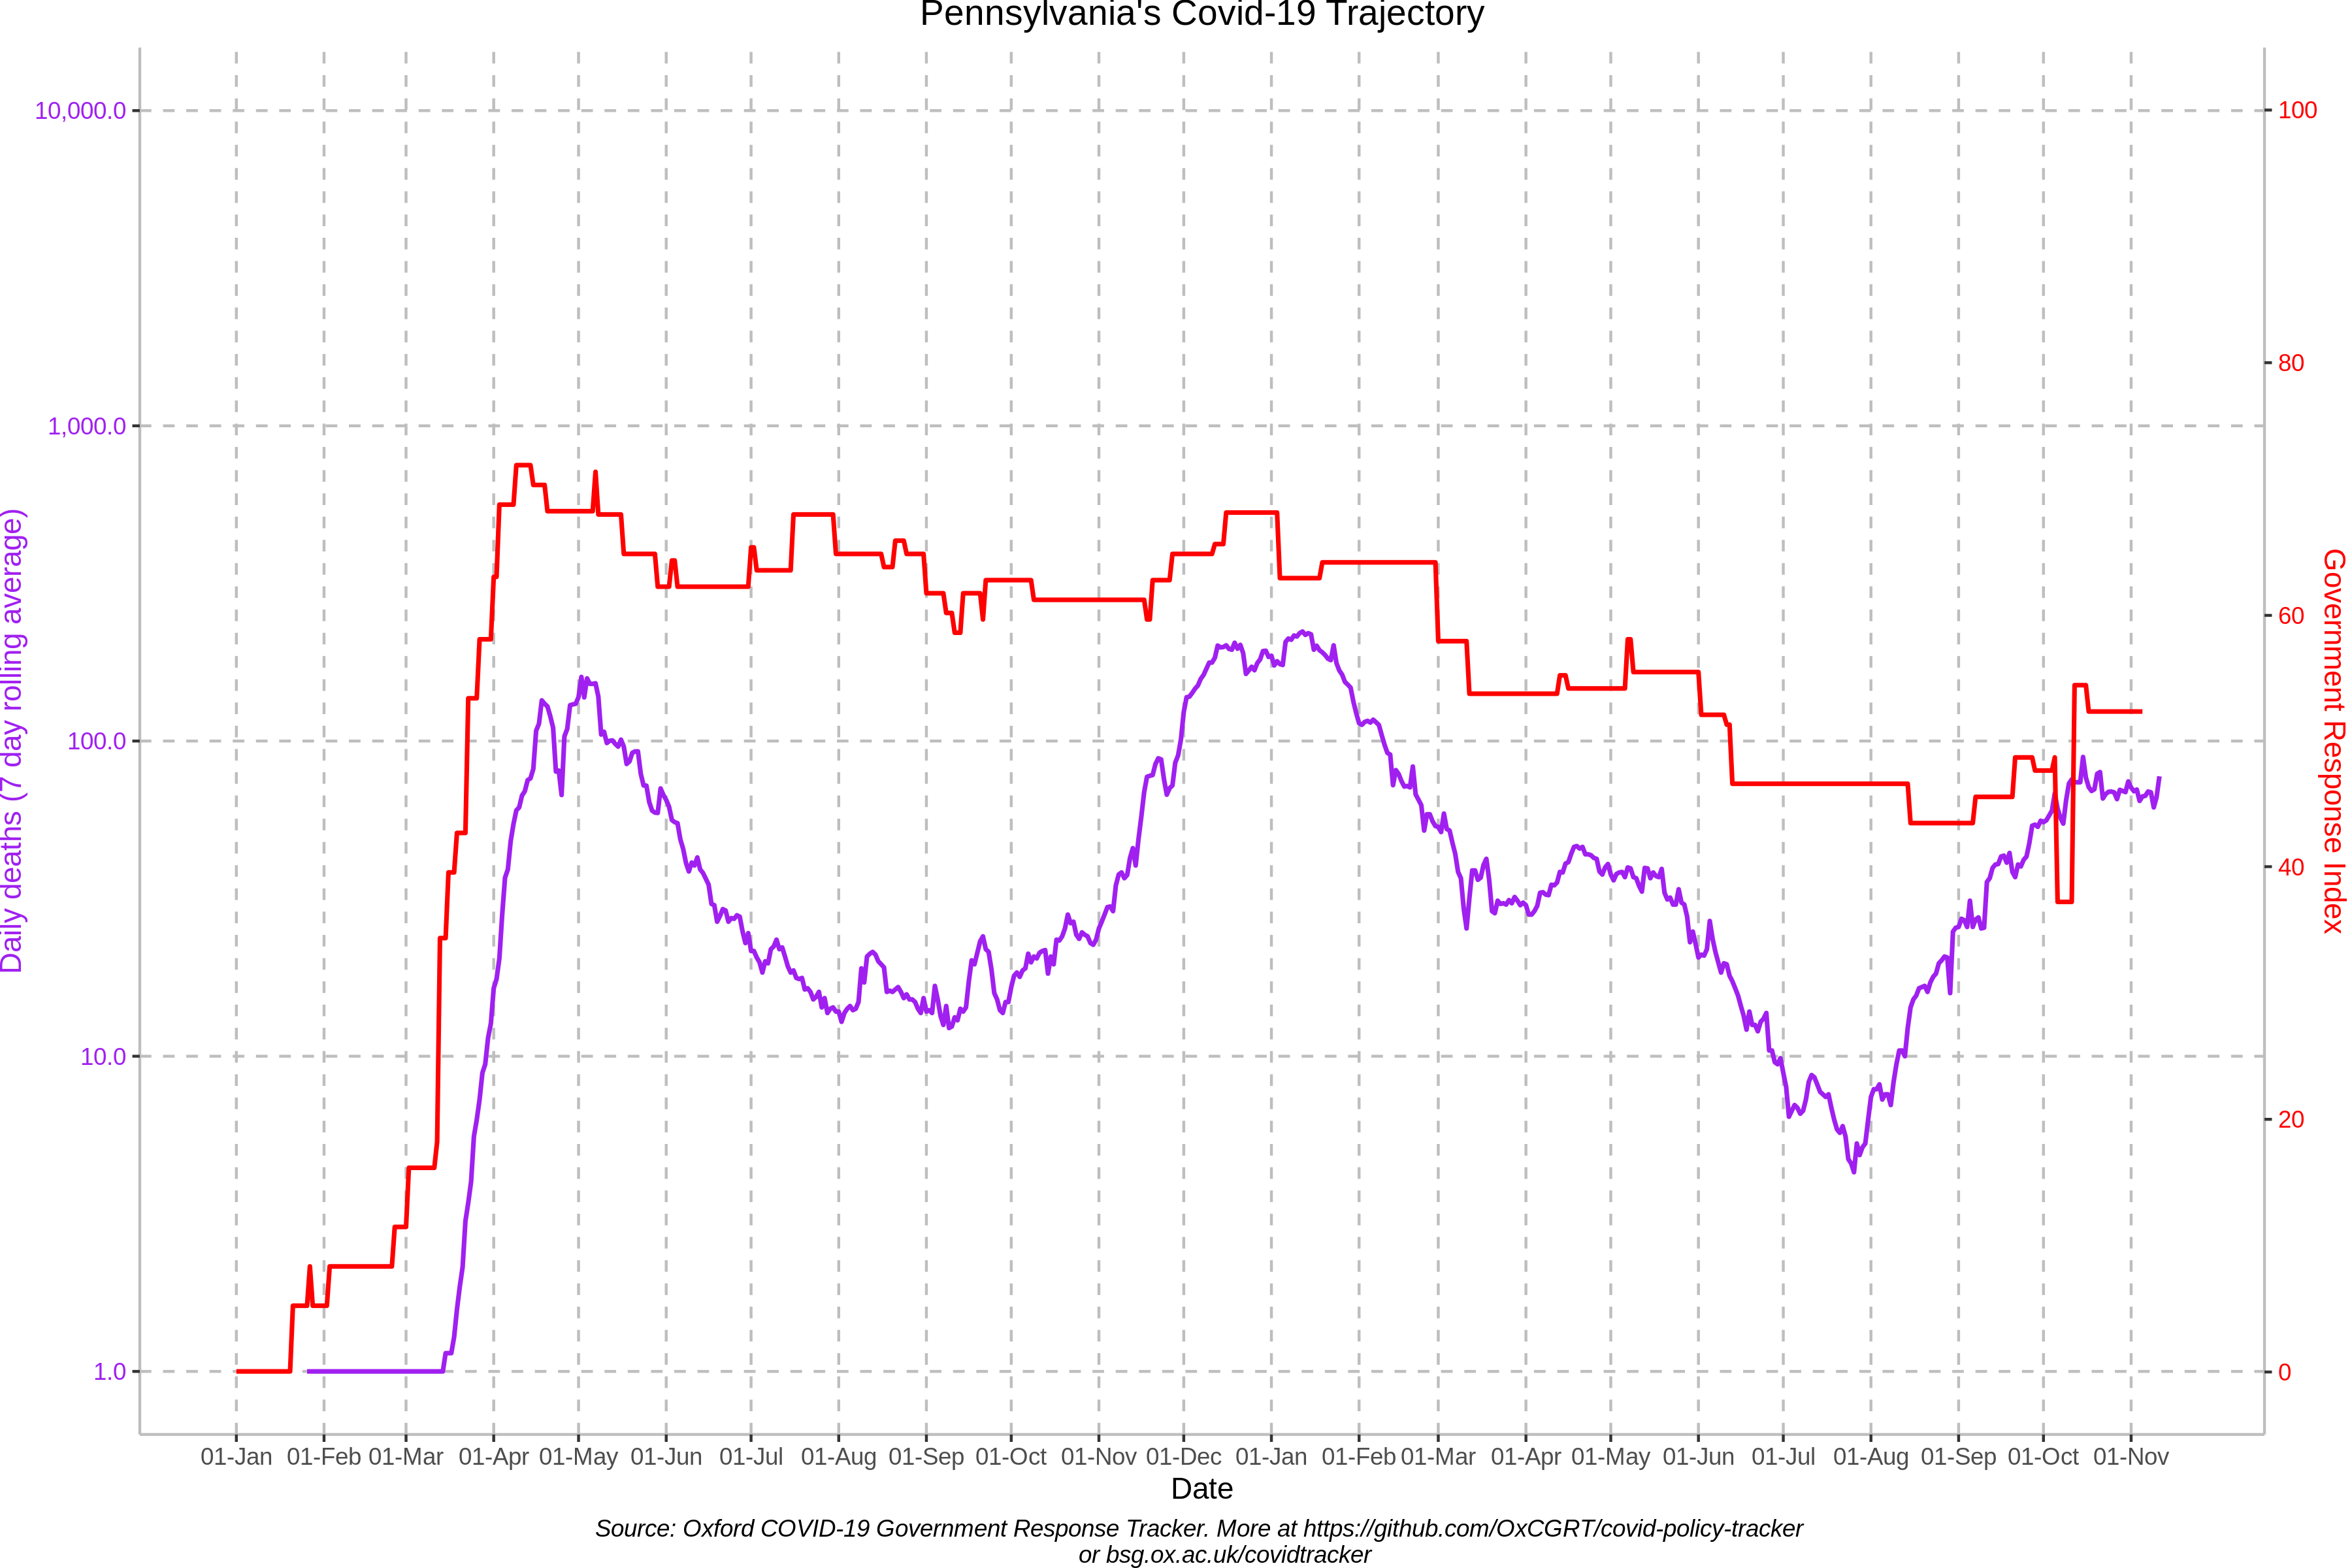 Pennsylvania's Covid-19 Trajectory
10,000.0
1,000.0
100.0
10.0
1.0
Daily deaths (7 day rolling average)
100
80
60
40
20
0
Government Response Index
01-Jan 01-Feb 01-Mar 01-Apr 01-May 01-Jun 01-Jul 01-Aug 01-Sep 01-Oct 01-Nov 01-Dec 01-Jan 01-Feb 01-Mar 01-Apr 01-May 01-Jun 01-Jul 01-Aug 01-Sep 01-Oct 01-Nov
Date
Source: Oxford COVID-19 Government Response Tracker. More at https://github.com/OxCGRT/covid-policy-tracker
or bsg.ox.ac.uk/covidtracker